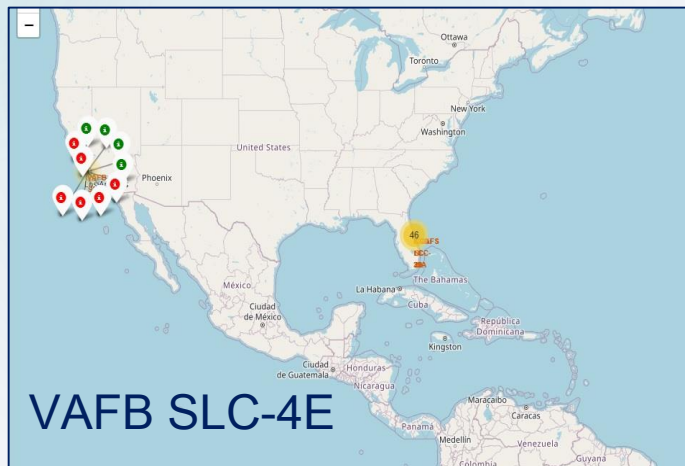 −
Ottawa
Toronto
New York
Washington
United States
Phoenix
46
La Habana
The Bahamas
Cuba
México
Ciudad
de México
República
Dominicana
Kingston
Ciudad
de Guatemala
Honduras
Nicaragua
Maracaibo
Caracas
Panamá
Medellín
Venezuela
Guyana
Colombia
VAFB SLC-4E